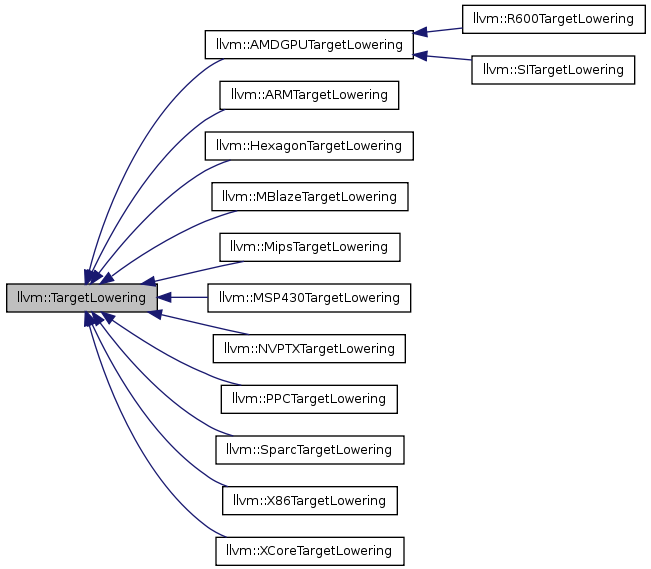 llvm::R600TargetLowering
llvm::AMDGPUTargetLowering
llvm::SITargetLowering
llvm::ARMTargetLowering
llvm::HexagonTargetLowering
llvm::MBlazeTargetLowering
llvm::MipsTargetLowering
llvm::TargetLowering
llvm::MSP430TargetLowering
llvm::NVPTXTargetLowering
llvm::PPCTargetLowering
llvm::SparcTargetLowering
llvm::X86TargetLowering
llvm::XCoreTargetLowering